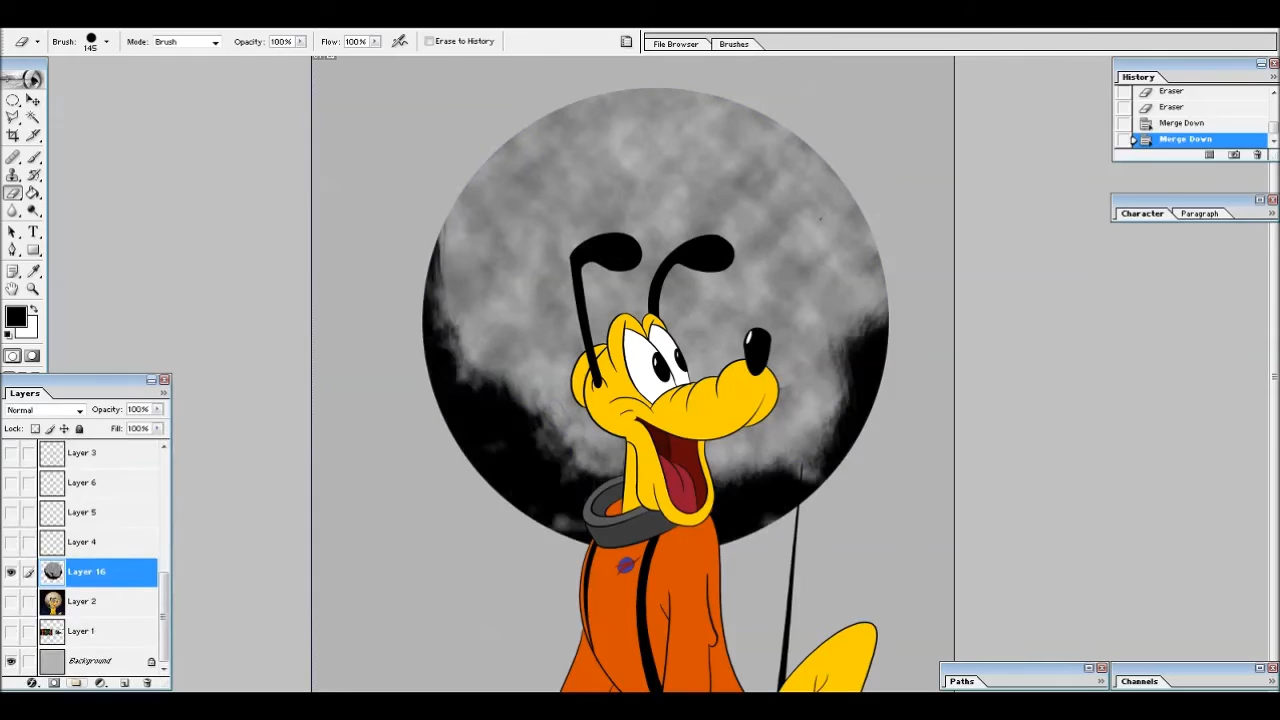 Brush: 145 Mode: Brush Opacity: 100% Flow: 100% Erase to History File Browser Brushes
History
Eraser
Eraser
Merge Down
Merge Down
Character Paragraph
T
Layers
Normal Opacity: 100%
Lock: Fill: 100%
Layer 3
Layer 6
Layer 5
Layer 4
Layer 16
Layer 2
Layer 1
Background
Paths Channels